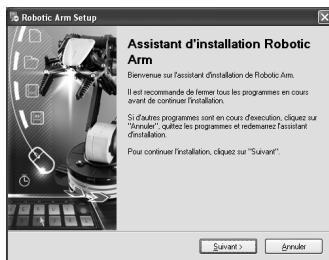 Robotic Arm Setup
Assistant d'installation Robotic
Arm
Bienvenue sur l'assistant d'installation de Robotic Arm.
Il est recommande de fermer tous les programmes en cours
avant de continuer l'installation.
Si d'autres programmes sont en cours d'execution, cliquez sur
"Annuler", quittez les programmes et redemarrez l'assistant
d'installation.
Pour continuer l'installation, cliquez sur "Suivant".
Suivant >
Annuler